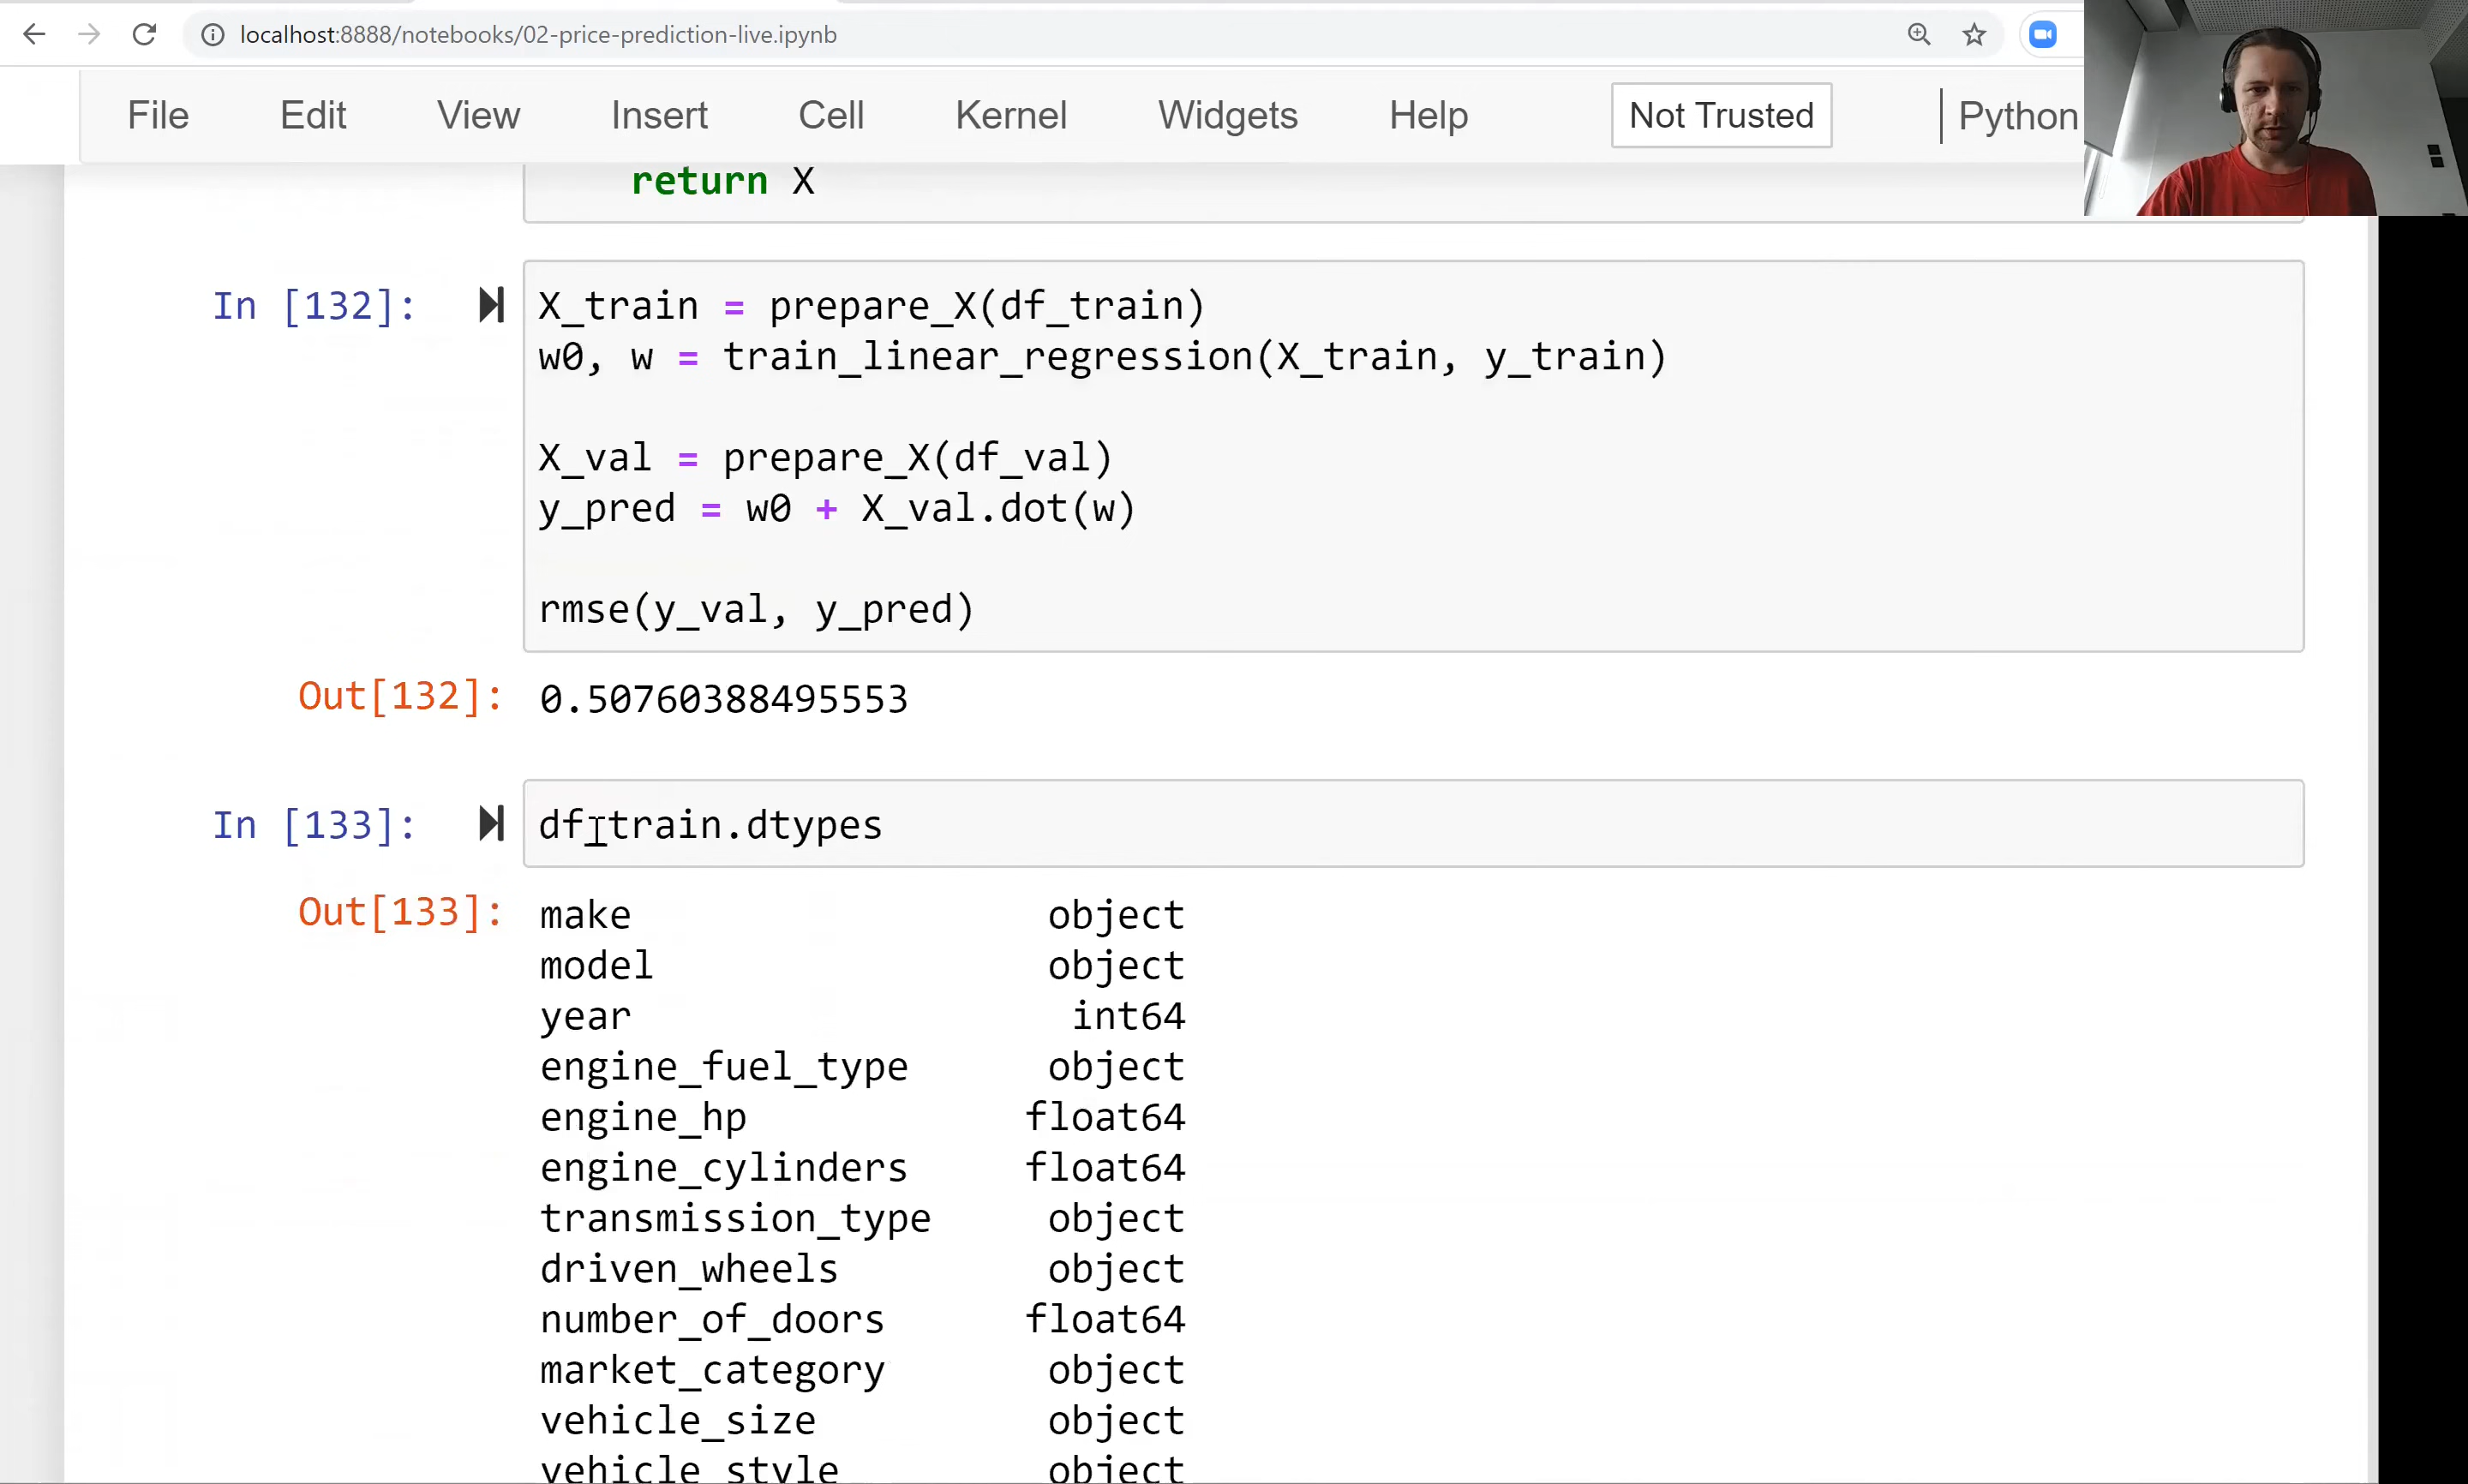 localhost:8888/notebooks/02-price-prediction-live.ipynb
File Edit View Insert Cell Kernel Widgets Help Not Trusted Python
return X
In [132]:
X_train = prepare_X(df_train)
w0, w = train_linear_regression(X_train, y_train)
X_val = prepare_X(df_val)
y_pred = w0 + X_val.dot(w)
rmse(y_val, y_pred)
Out[132]: 0.50760388495553
In [133]: df_train.dtypes
Out[133]:
make object
model object
year int64
engine_fuel_type object
engine_hp float64
engine_cylinders float64
transmission_type object
driven_wheels object
number_of_doors float64
market_category object
vehicle_size object
vehicle_style object